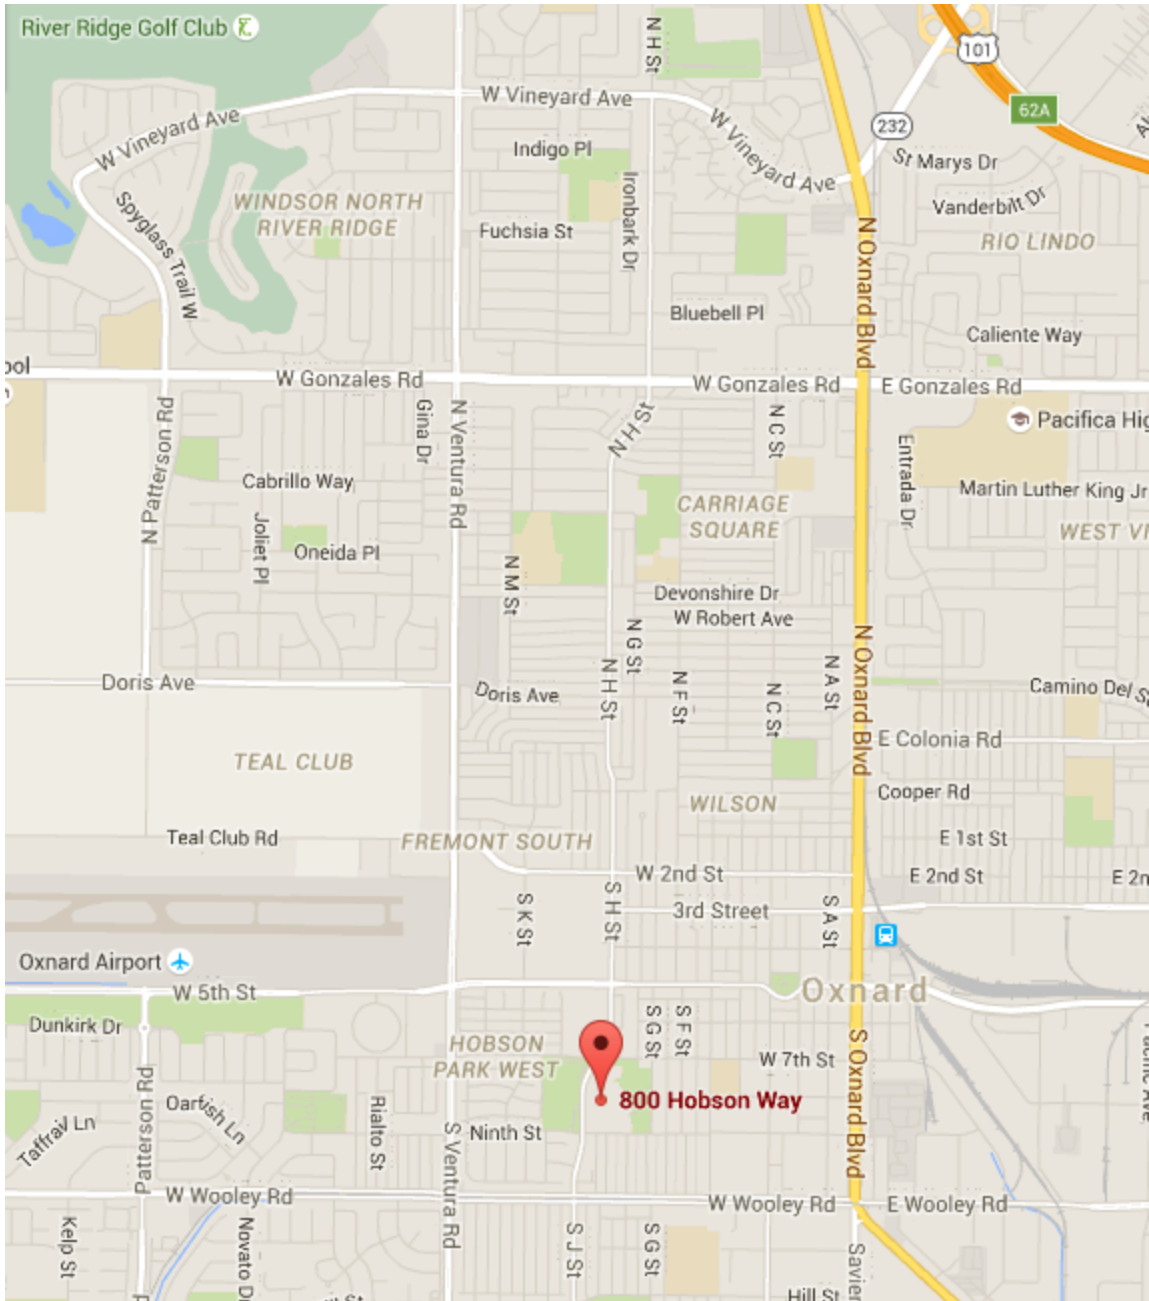 River Ridge Golf Club
N H St
101
62A
W Vineyard Ave
W Vineyard Ave
W Vineyard Ave
232
Indigo Pl
St Marys Dr
Ironbark Dr
Spyglass Trail W
WINDSOR NORTH
RIVER RIDGE
Vanderbilt Dr
Fuchsia St
RIO LINDO
N Oxnard Blvd
Bluebell Pl
Caliente Way
ool
W Gonzales Rd
W Gonzales Rd
E Gonzales Rd
N Patterson Rd
Gina Dr
N Ventura Rd
N H St
N C St
Pacifica Hig
Entrada Dr
Cabrillo Way
CARRIAGE
SQUARE
Martin Luther King Jr
Joliet Pl
Oneida Pl
WEST VI
N M St
Devonshire Dr
W Robert Ave
N G St
N Oxnard Blvd
N H St
N F St
N C St
N A St
Doris Ave
Doris Ave
Camino Del S
E Colonia Rd
TEAL CLUB
Cooper Rd
WILSON
Teal Club Rd
FREMONT SOUTH
E 1st St
W 2nd St
E 2nd St
E 2n
S K St
S H St
3rd Street
S A St
Oxnard Airport
W 5th St
Oxnard
Dunkirk Dr
HOBSON
PARK WEST
S G St
S F St
W 7th St
S Oxnard Blvd
Pacific Ave
800 Hobson Way
Patterson Rd
Oarfish Ln
Taffrail Ln
Rialto St
Ninth St
S Ventura Rd
W Wooley Rd
W Wooley Rd
E Wooley Rd
Kelp St
Novato D
S J St
S G St
Savier
Hill St